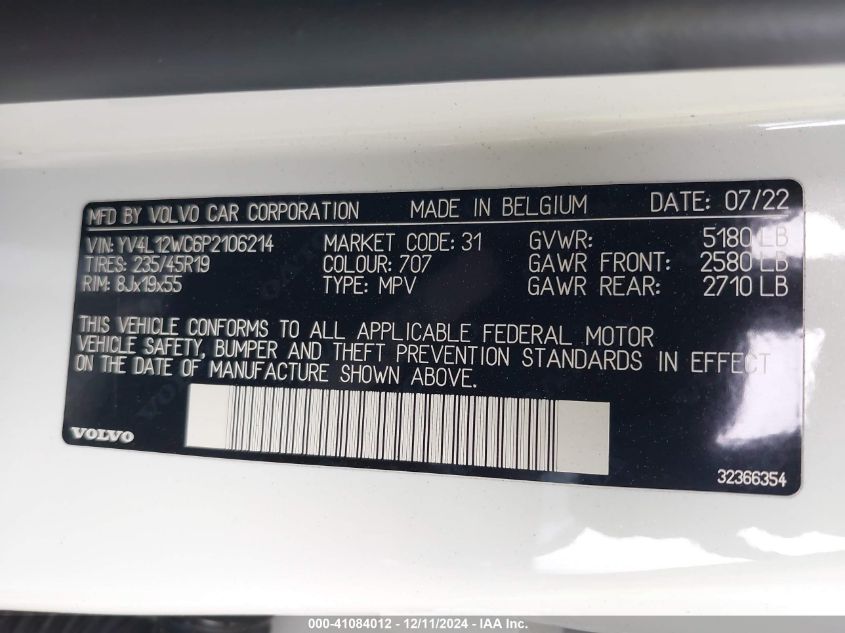 MFD BY VOLVO CAR CORPORATION MADE IN BELGIUM DATE: 07/22
VIN: YV4L12WC6P2106214 MARKET CODE: 31 GVWR: 5180 LB
TIRES: 235/45R19 COLOUR: 707 GAWR FRONT: 2580 LB
RIM: 8Jx19x55 TYPE: MPV GAWR REAR: 2710 LB
THIS VEHICLE CONFORMS TO ALL APPLICABLE FEDERAL MOTOR
VEHICLE SAFETY, BUMPER AND THEFT PREVENTION STANDARDS IN EFFECT
ON THE DATE OF MANUFACTURE SHOWN ABOVE.
VOLVO
32366354
000-41084012 - 12/11/2024 - IAA Inc.